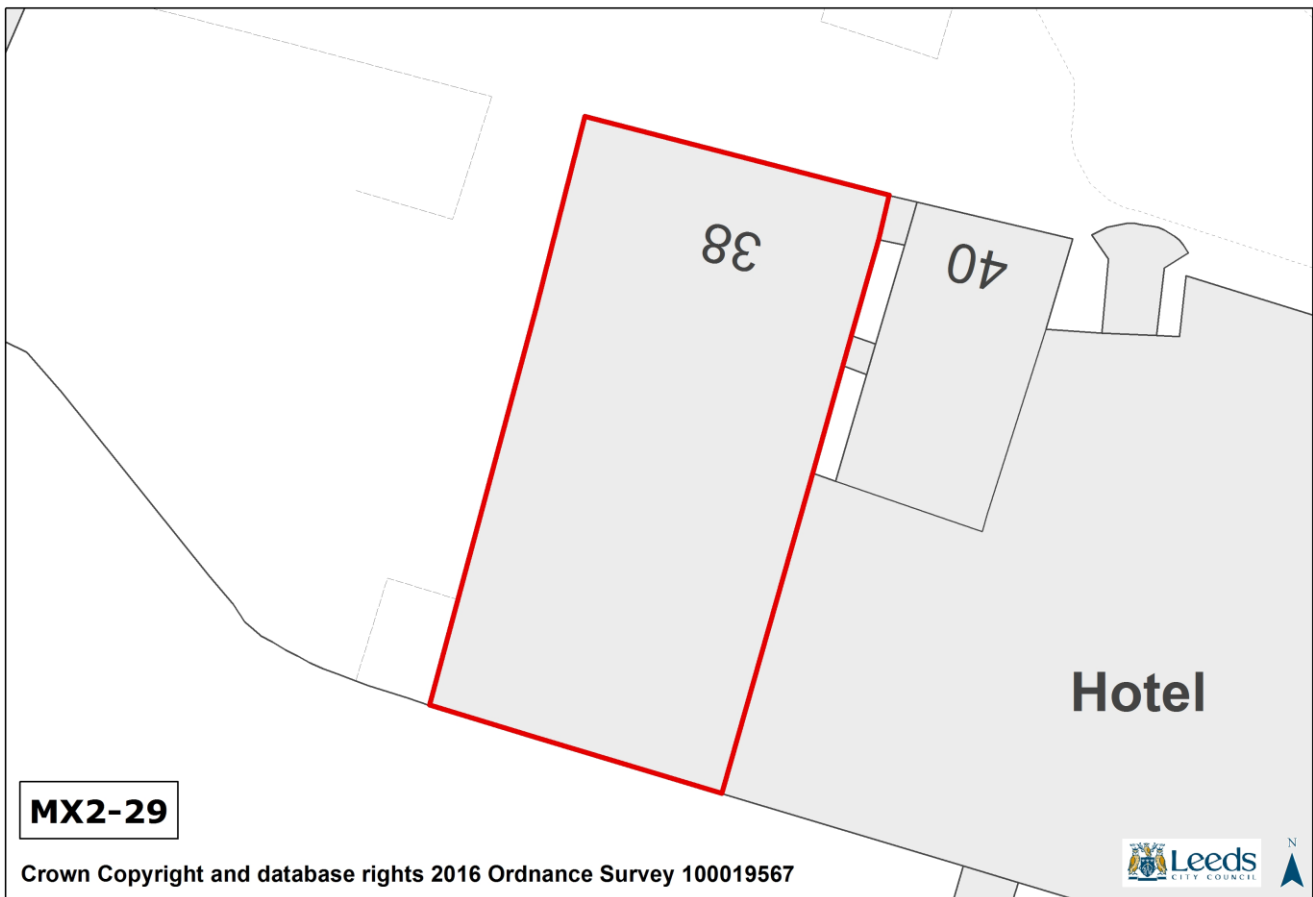 38
40
Hotel
MX2-29
Crown Copyright and database rights 2016 Ordnance Survey 100019567
Leeds
CITY COUNCIL
N